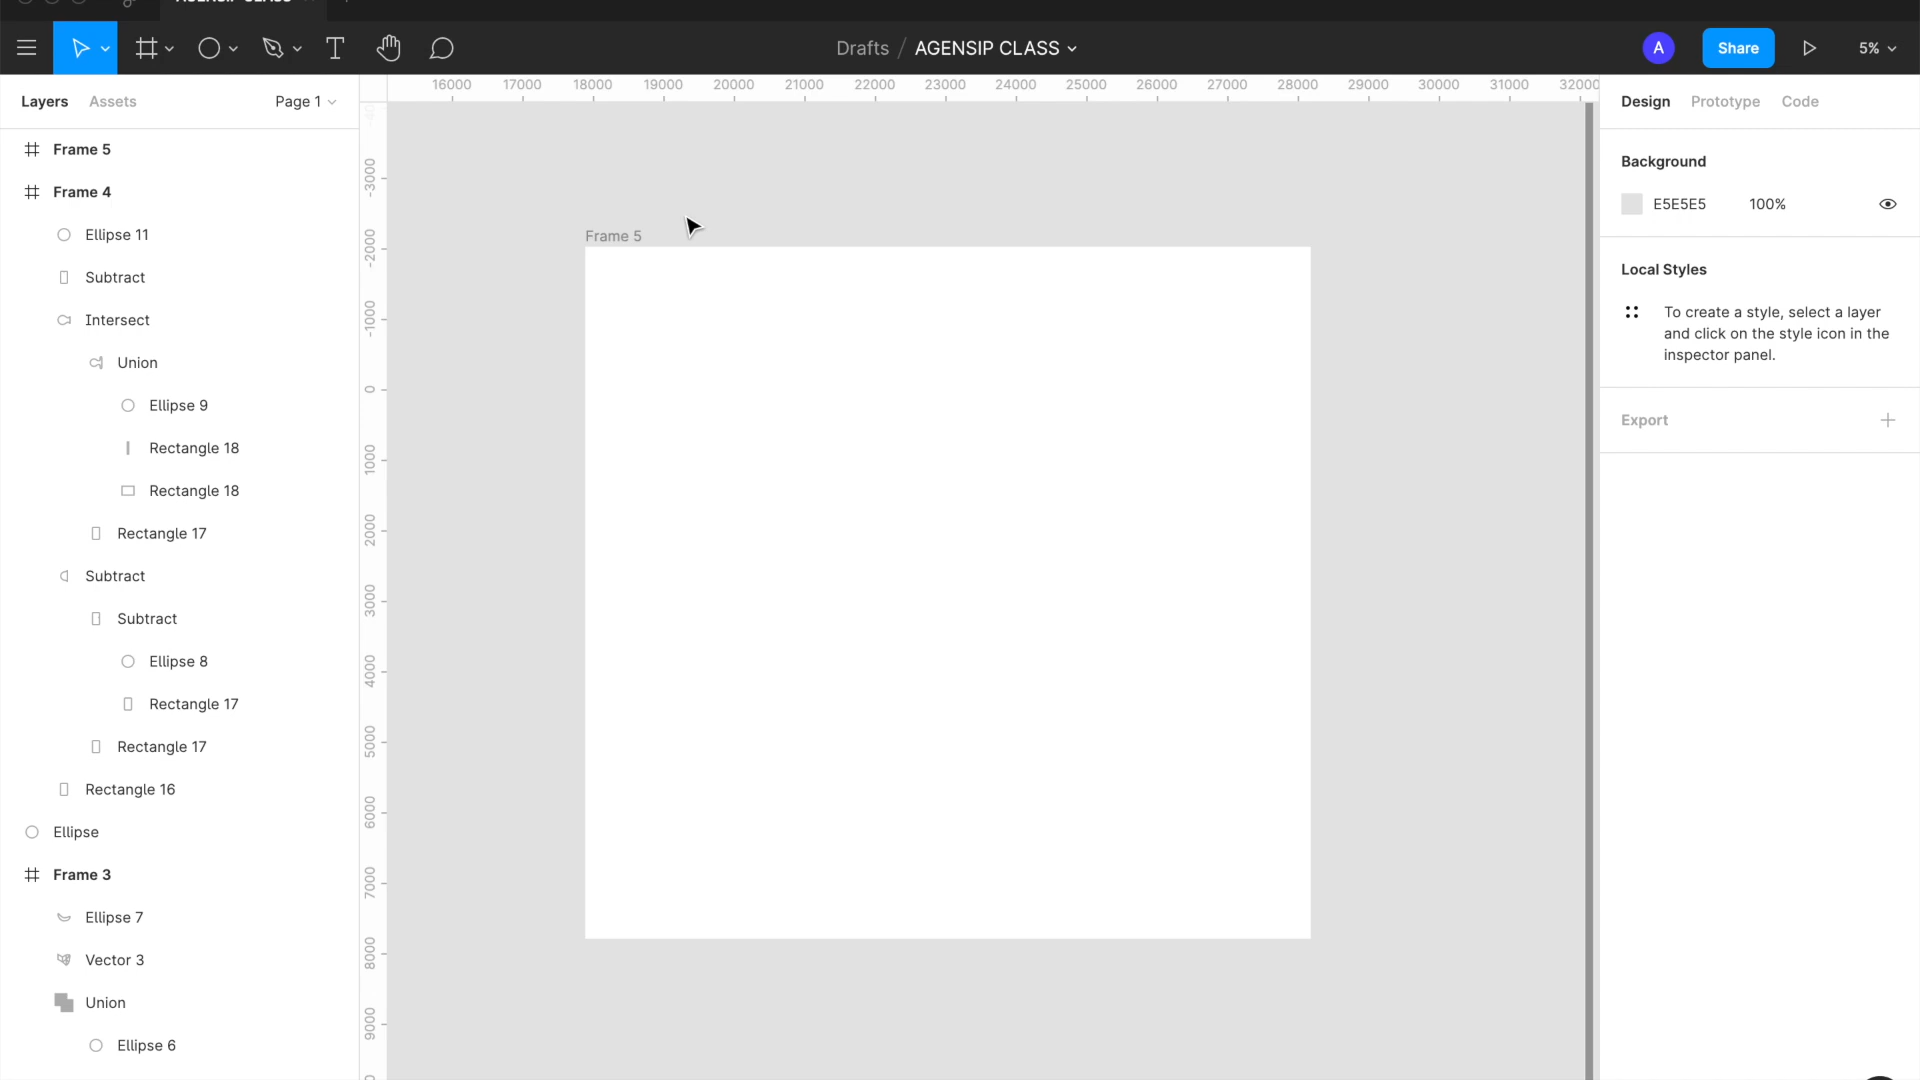 AGENSIP CLASS
Drafts / AGENSIP CLASS
A
Share
5%
Layers
Assets
Page 1
16000
17000
18000
19000
20000
21000
22000
23000
24000
25000
26000
27000
28000
29000
30000
31000
32000
Design
Prototype
Code
Frame 5
Frame 4
Ellipse 11
Subtract
Intersect
Union
Ellipse 9
Rectangle 18
Rectangle 18
Rectangle 17
Subtract
Subtract
Ellipse 8
Rectangle 17
Rectangle 17
Rectangle 16
Ellipse
Frame 3
Ellipse 7
Vector 3
Union
Ellipse 6
-3000
-2000
-1000
0
1000
2000
3000
4000
5000
6000
7000
8000
9000
Frame 5
Background
E5E5E5
100%
Local Styles
To create a style, select a layer
and click on the style icon in the
inspector panel.
Export